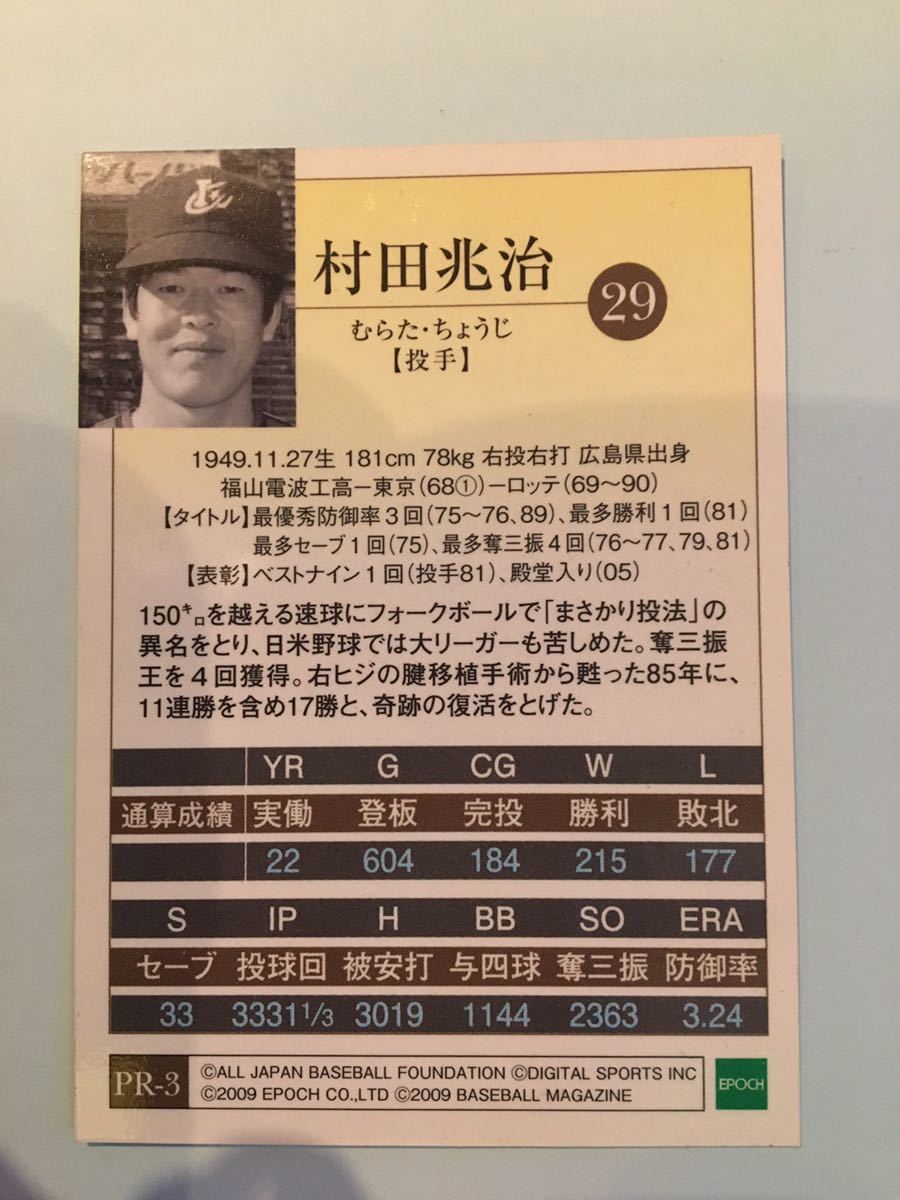 村田兆治
29
むらた・ちょうじ
【投手】
1949.11.27生 181cm 78kg 右投右打 広島県出身
福山電波工高ー東京(68①)ーロッテ(69〜90)
【タイトル】最優秀防御率3回(75〜76、89)、最多勝利1回(81)
最多セーブ1回(75)、最多奪三振4回(76〜77、79、81)
【表彰】ベストナイン1回(投手81)、殿堂入り(05)
150㌔を越える速球にフォークボールで「まさかり投法」の
異名をとり、日米野球では大リーガーも苦しめた。奪三振
王を4回獲得。右ヒジの腱移植手術から甦った85年に、
11連勝を含め17勝と、奇跡の復活をとげた。
YR G CG W L
通算成績 実働 登板 完投 勝利 敗北
22 604 184 215 177
S IP H BB SO ERA
セーブ 投球回 被安打 与四球 奪三振 防御率
33 3331 1/3 3019 1144 2363 3.24
PR-3
©ALL JAPAN BASEBALL FOUNDATION ©DIGITAL SPORTS INC
©2009 EPOCH CO.,LTD ©2009 BASEBALL MAGAZINE
EPOCH